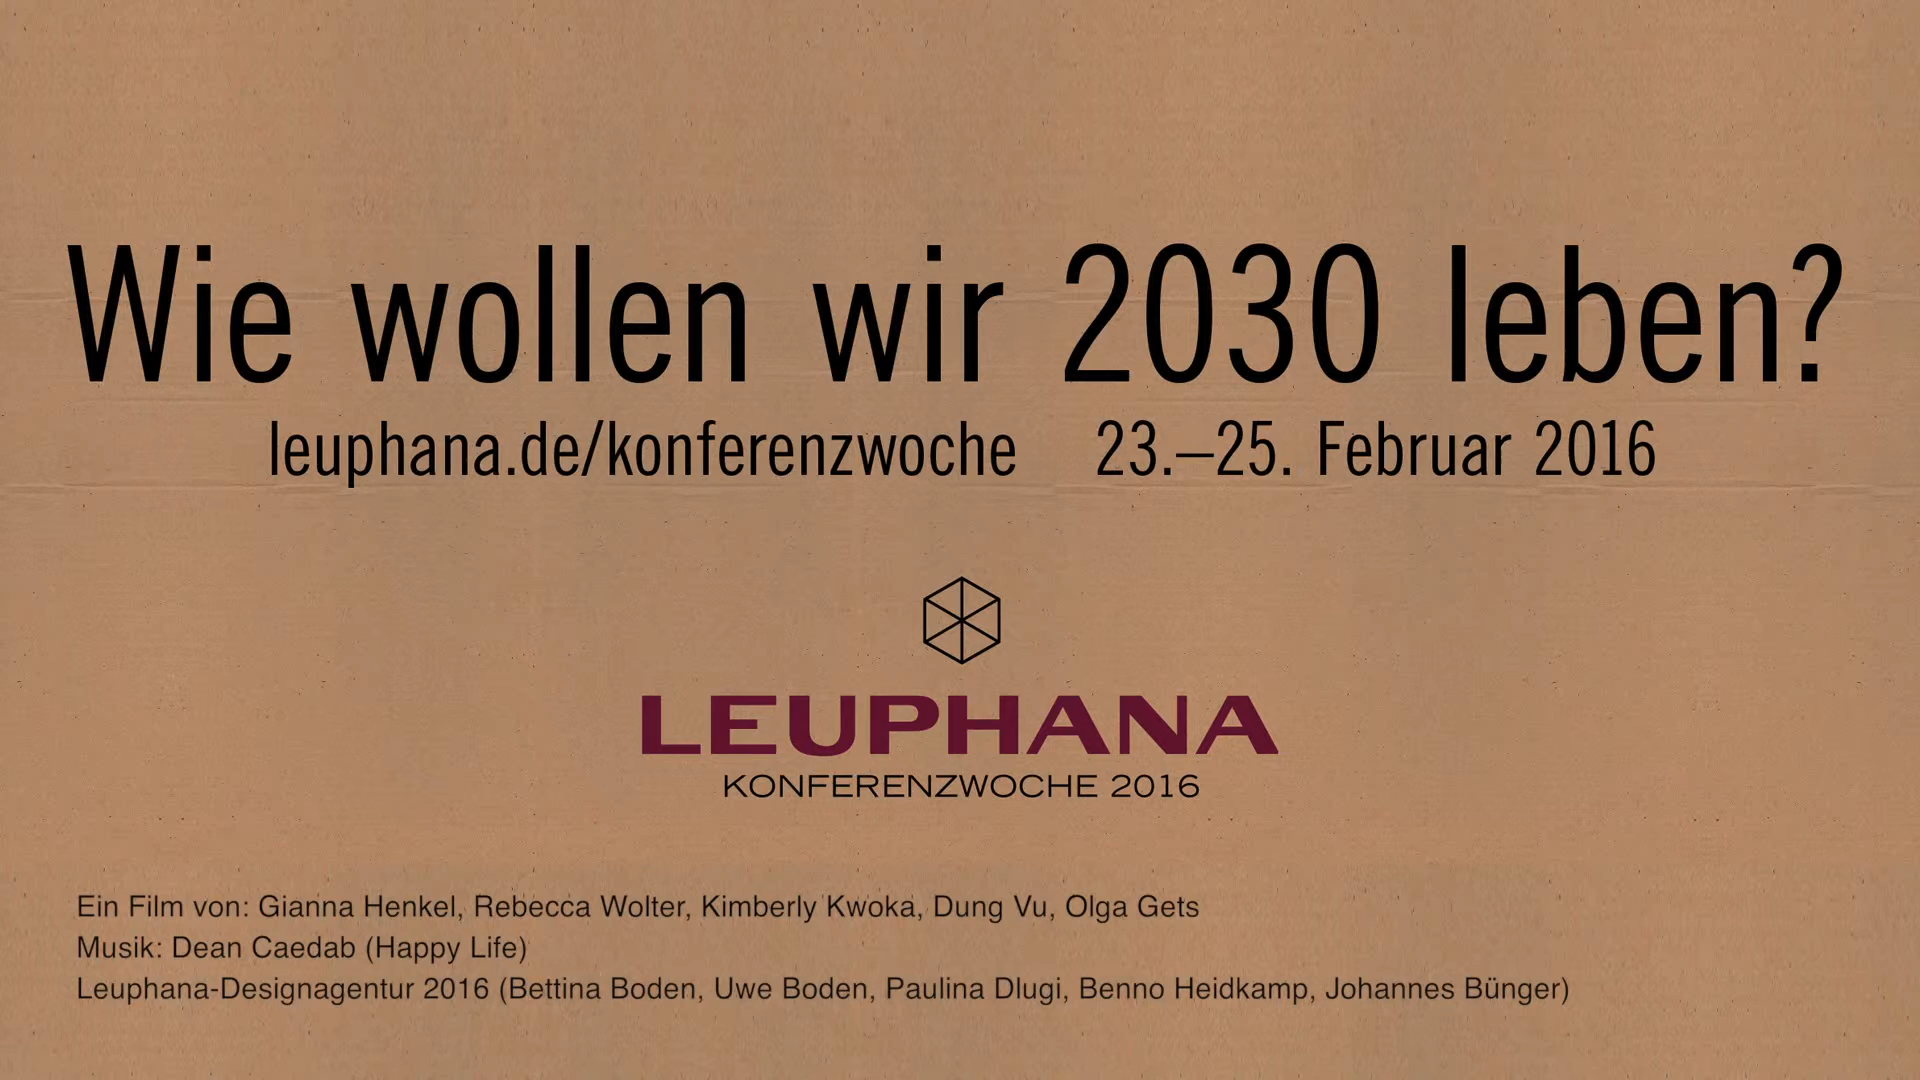 Wie wollen wir 2030 leben?
leuphana.de/konferenzwoche 23.–25. Februar 2016
LEUPHANA
KONFERENZWOCHE 2016
Ein Film von: Gianna Henkel, Rebecca Wolter, Kimberly Kwoka, Dung Vu, Olga Gets
Musik: Dean Caedab (Happy Life)
Leuphana-Designagentur 2016 (Bettina Boden, Uwe Boden, Paulina Dlugi, Benno Heidkamp, Johannes Bünger)